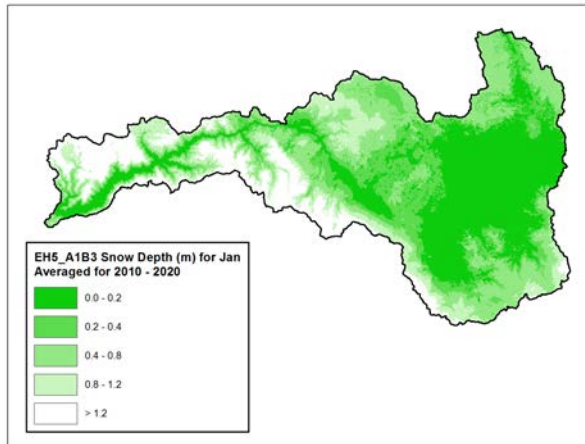 EH5_A1B3 Snow Depth (m) for Jan
Averaged for 2010 - 2020
0.0 - 0.2
0.2 - 0.4
0.4 - 0.8
0.8 - 1.2
> 1.2